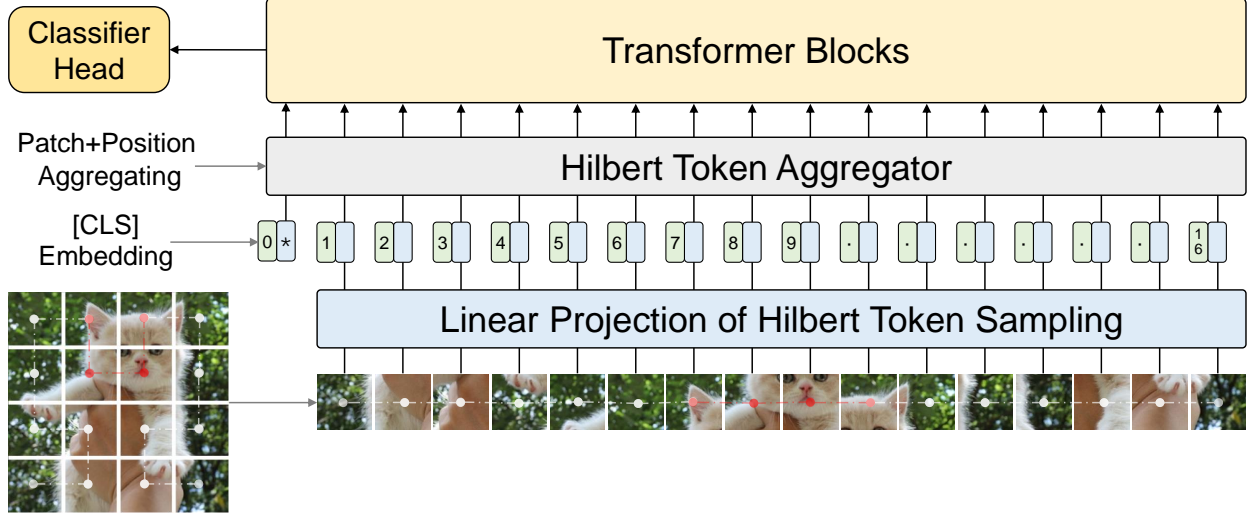 Classifier
Head
Transformer Blocks
Patch+Position
Aggregating
Hilbert Token Aggregator
[CLS]
Embedding
0 * 1 2 3 4 5 6 7 8 9 . . . . . . 16
Linear Projection of Hilbert Token Sampling